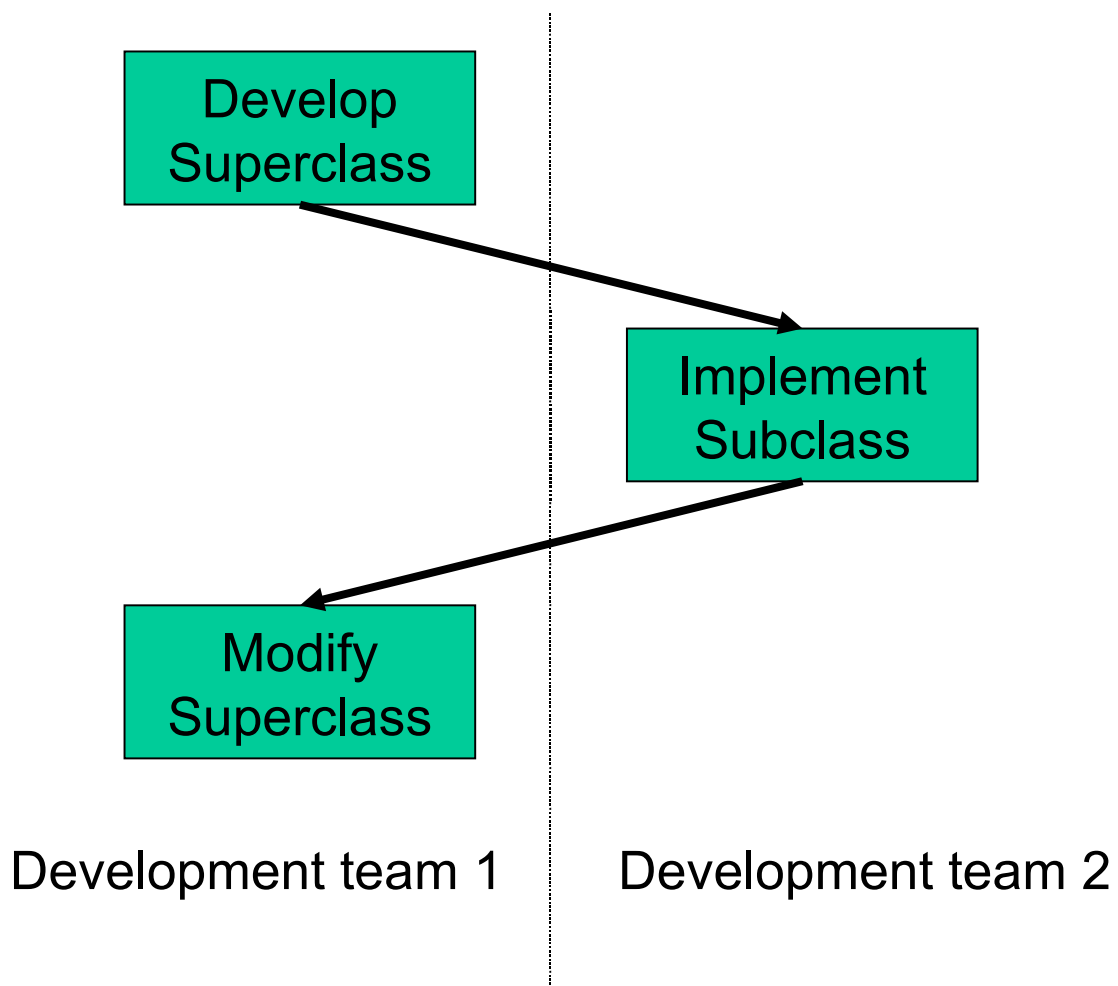 Develop
Superclass
Implement
Subclass
Modify
Superclass
Development team 1
Development team 2